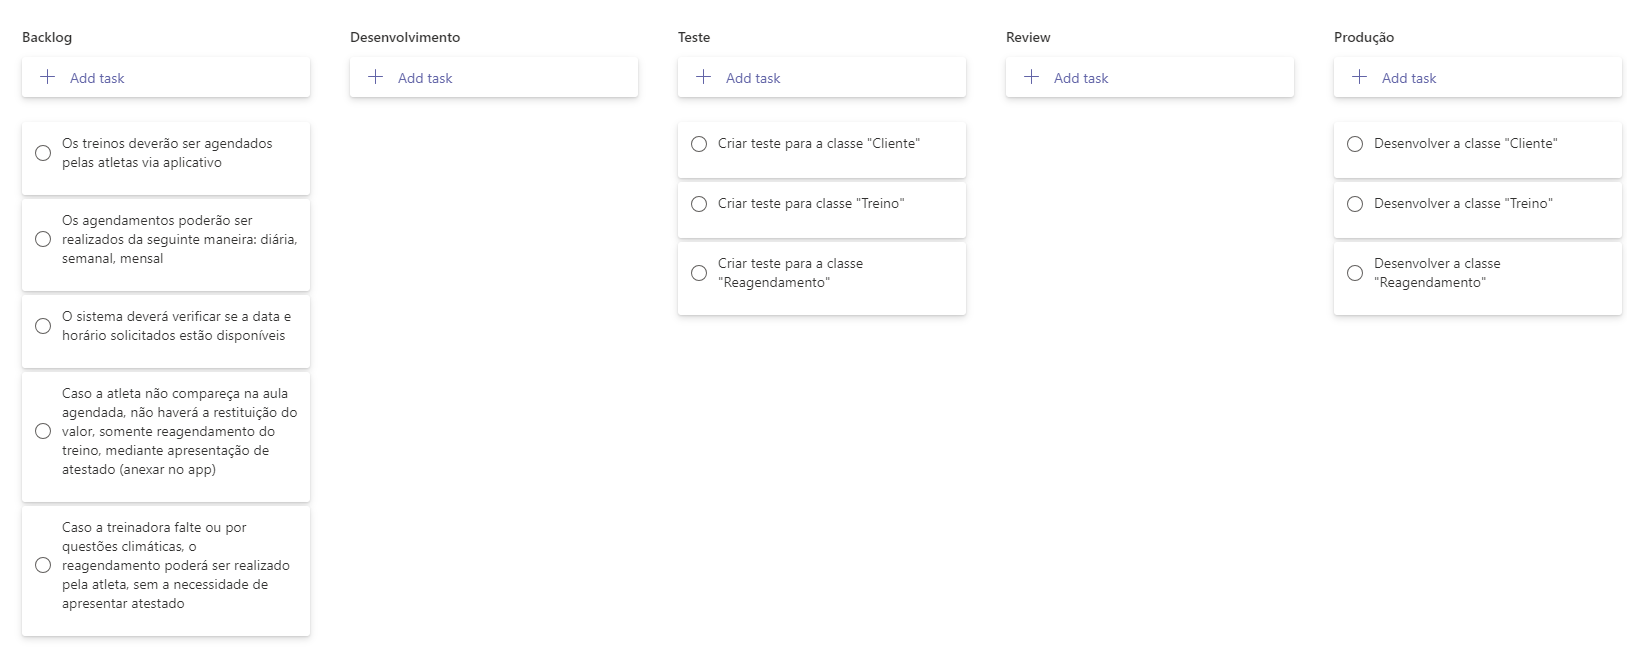 Backlog
Add task
Os treinos deverão ser agendados
pelas atletas via aplicativo
Os agendamentos poderão ser
realizados da seguinte maneira: diária,
semanal, mensal
O sistema deverá verificar se a data e
horário solicitados estão disponíveis
Caso a atleta não compareça na aula
agendada, não haverá a restituição do
valor, somente reagendamento do
treino, mediante apresentação de
atestado (anexar no app)
Caso a treinadora falte ou por
questões climáticas, o
reagendamento poderá ser realizado
pela atleta, sem a necessidade de
apresentar atestado
Desenvolvimento
Add task
Teste
Add task
Criar teste para a classe "Cliente"
Criar teste para classe "Treino"
Criar teste para a classe
"Reagendamento"
Review
Add task
Produção
Add task
Desenvolver a classe "Cliente"
Desenvolver a classe "Treino"
Desenvolver a classe
"Reagendamento"